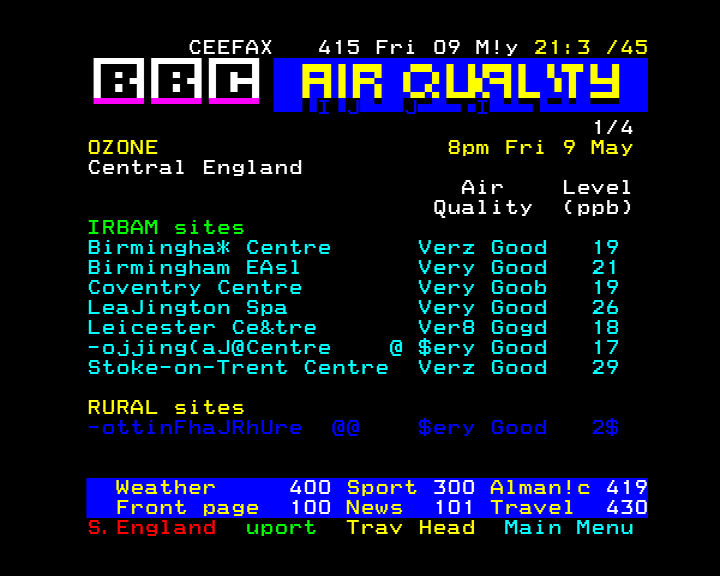 CEEFAX 415 Fri 09 M!y 21:3 /45
BBC AIR QUALITY
1/4
OZONE 8pm Fri 9 May
Central England
Air Level
Quality (ppb)
IRBAM sites
Birmingha* Centre Verz Good 19
Birmingham EAsl Very Good 21
Coventry Centre Very Goob 19
LeaJington Spa Very Good 26
Leicester Ce&tre Ver8 Gogd 18
-ojjing(aJ@Centre @ $ery Good 17
Stoke-on-Trent Centre Verz Good 29
RURAL sites
-ottinFhaJRhUre @@ $ery Good 2$
Weather 400 Sport 300 Alman!c 419
Front page 100 News 101 Travel 430
S. England uport Trav Head Main Menu